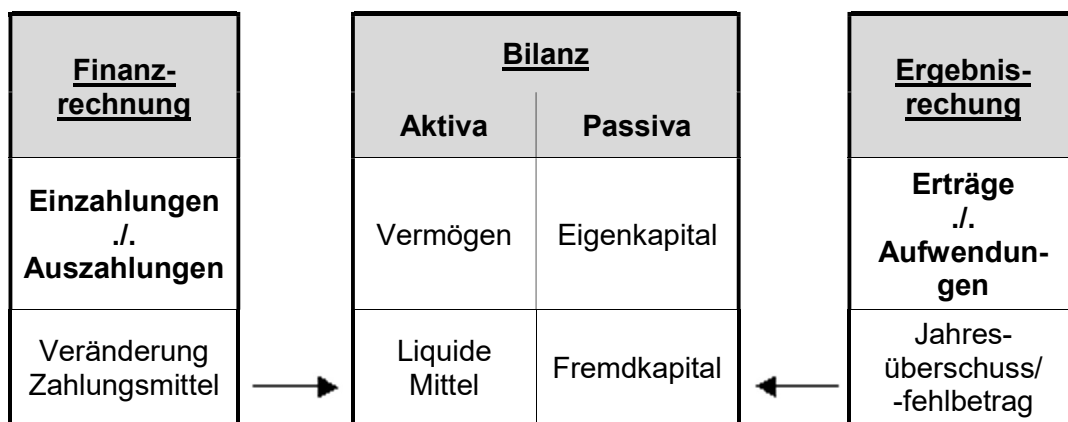 Finanz-
rechnung
Einzahlungen
./.
Auszahlungen
Veränderung
Zahlungsmittel
Bilanz
Aktiva Passiva
Vermögen Eigenkapital
Liquide
Mittel
Fremdkapital
Ergebnis-
rechung
Erträge
./.
Aufwendun-
gen
Jahres-
überschuss/
-fehlbetrag